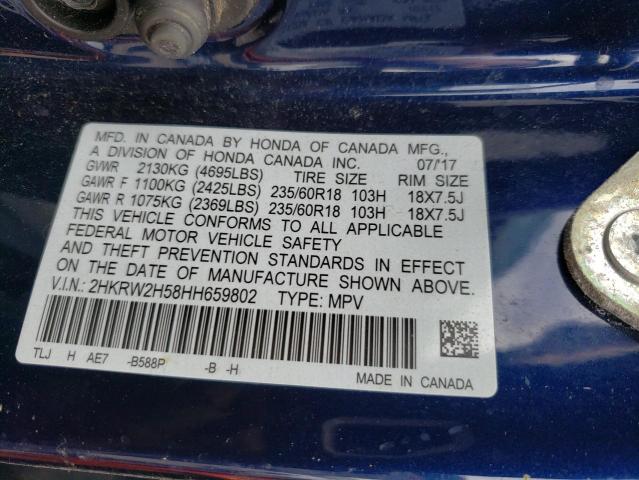 MFD. IN CANADA BY HONDA OF CANADA MFG.,
A DIVISION OF HONDA CANADA INC. 07/17
GVWR 2130KG (4695LBS) TIRE SIZE RIM SIZE
GAWR F 1100KG (2425LBS) 235/60R18 103H 18X7.5J
GAWR R 1075KG (2369LBS) 235/60R18 103H 18X7.5J
THIS VEHICLE CONFORMS TO ALL APPLICABLE
FEDERAL MOTOR VEHICLE SAFETY
AND THEFT PREVENTION STANDARDS IN EFFECT
ON THE DATE OF MANUFACTURE SHOWN ABOVE.
V.I.N.: 2HKRW2H58HH659802 TYPE: MPV
TLJ H AE7 -B588P -B -H
MADE IN CANADA